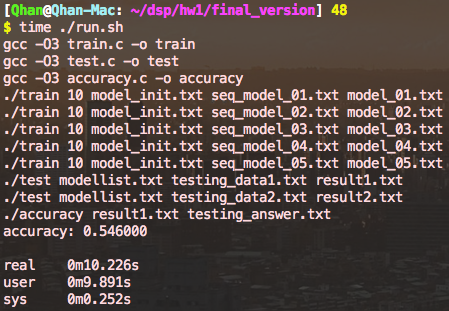 [Qhan@Qhan-Mac: ~/dsp/hw1/final_version] 48
$ time ./run.sh
gcc -O3 train.c -o train
gcc -O3 test.c -o test
gcc -O3 accuracy.c -o accuracy
./train 10 model_init.txt seq_model_01.txt model_01.txt
./train 10 model_init.txt seq_model_02.txt model_02.txt
./train 10 model_init.txt seq_model_03.txt model_03.txt
./train 10 model_init.txt seq_model_04.txt model_04.txt
./train 10 model_init.txt seq_model_05.txt model_05.txt
./test modellist.txt testing_data1.txt result1.txt
./test modellist.txt testing_data2.txt result2.txt
./accuracy result1.txt testing_answer.txt
accuracy: 0.546000
real 0m10.226s
user 0m9.891s
sys 0m0.252s